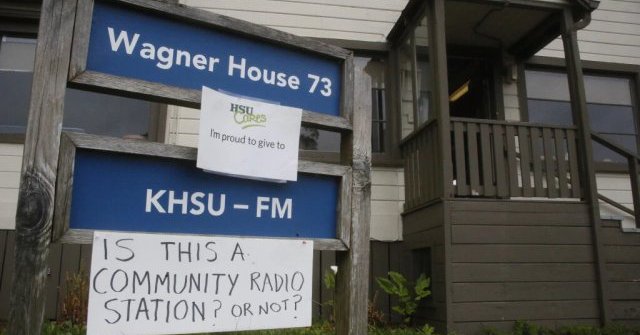 Wagner House 73
HSU
Cares
I'm proud to give to
KHSU – FM
IS THIS A
COMMUNITY RADIO
STATION? OR NOT?